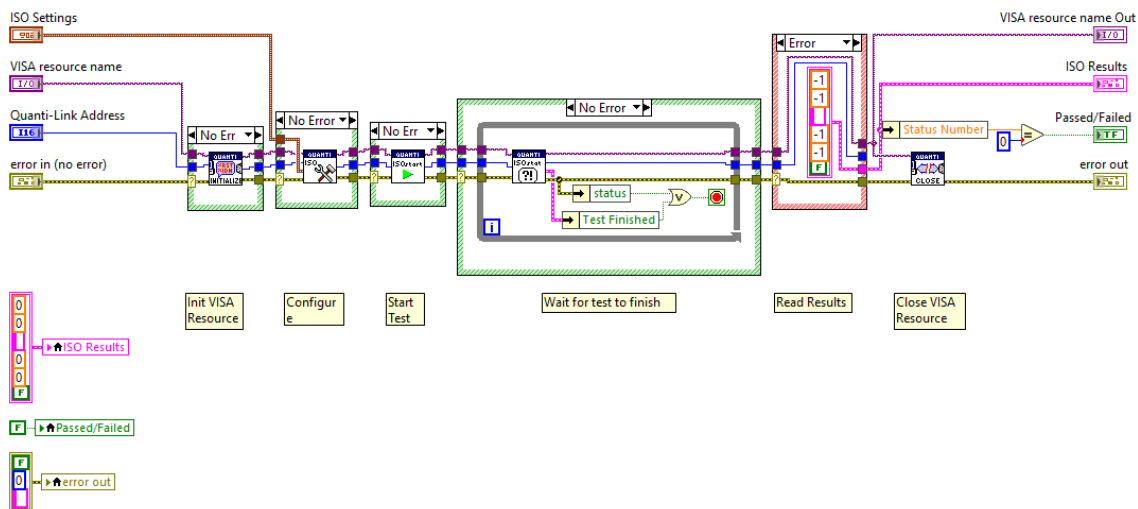 ISO Settings
VISA resource name
I/O
Quanti-Link Address
I16
error in (no error)
No Err
QUANTI
INITIALIZE
No Error
QUANTI
ISO
No Err
QUANTI
ISOstart
No Error
QUANTI
ISOstat
?!
status
Test Finished
i
Error
-1
-1
-1
-1
F
Status Number
0
=
QUANTI
CLOSE
VISA resource name Out
I/O
ISO Results
Passed/Failed
TF
error out
Init VISA
Resource
Configur
e
Start
Test
Wait for test to finish
Read Results
Close VISA
Resource
0
0
0
0
F
ISO Results
F
Passed/Failed
F
0
error out